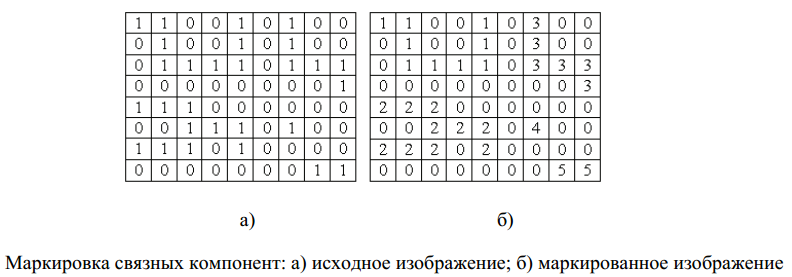 1 1 0 0 1 0 1 0 0 1 1 0 0 1 0 3 0 0
0 1 0 0 1 0 1 0 0 0 1 0 0 1 0 3 0 0
0 1 1 1 1 0 1 1 1 0 1 1 1 1 0 3 3 3
0 0 0 0 0 0 0 0 1 0 0 0 0 0 0 0 0 3
1 1 1 0 0 0 0 0 0 2 2 2 0 0 0 0 0 0
0 0 1 1 1 0 1 0 0 0 0 2 2 2 0 4 0 0
1 1 1 0 1 0 0 0 0 2 2 2 0 2 0 0 0 0
0 0 0 0 0 0 0 1 1 0 0 0 0 0 0 0 5 5
а) б)
Маркировка связных компонент: а) исходное изображение; б) маркированное изображение